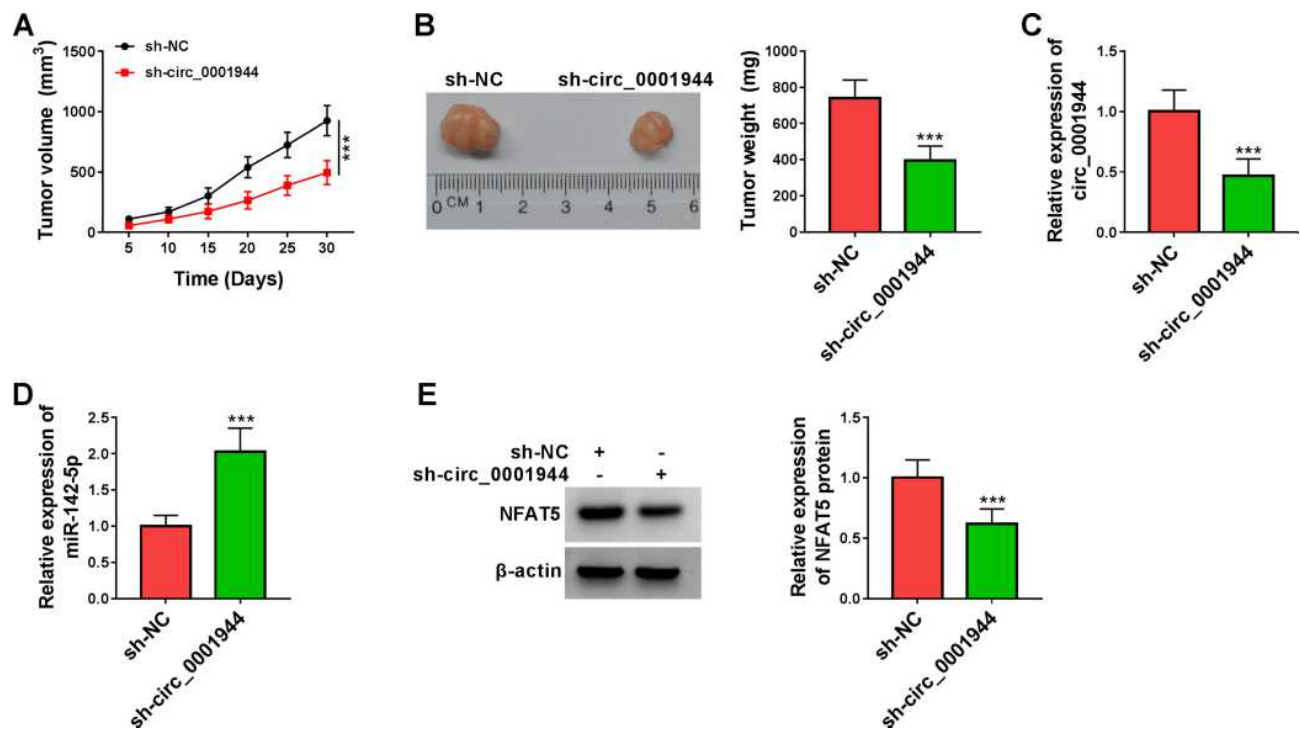 A
sh-NC
sh-circ_0001944
Tumor volume (mm3)
1500
1000
500
0
5 10 15 20 25 30
Time (Days)
***
B
sh-NC sh-circ_0001944
0 CM 1 2 3 4 5 6
Tumor weight (mg)
1000
800
600
400
200
0
***
sh-NC
sh-circ_0001944
C
Relative expression of
circ_0001944
1.5
1.0
0.5
0.0
***
sh-NC
sh-circ_0001944
D
Relative expression of
miR-142-5p
2.5
2.0
1.5
1.0
0.5
0.0
***
sh-NC
sh-circ_0001944
E
sh-NC + -
sh-circ_0001944 - +
NFAT5
β-actin
Relative expression
of NFAT5 protein
1.5
1.0
0.5
0.0
***
sh-NC
sh-circ_0001944